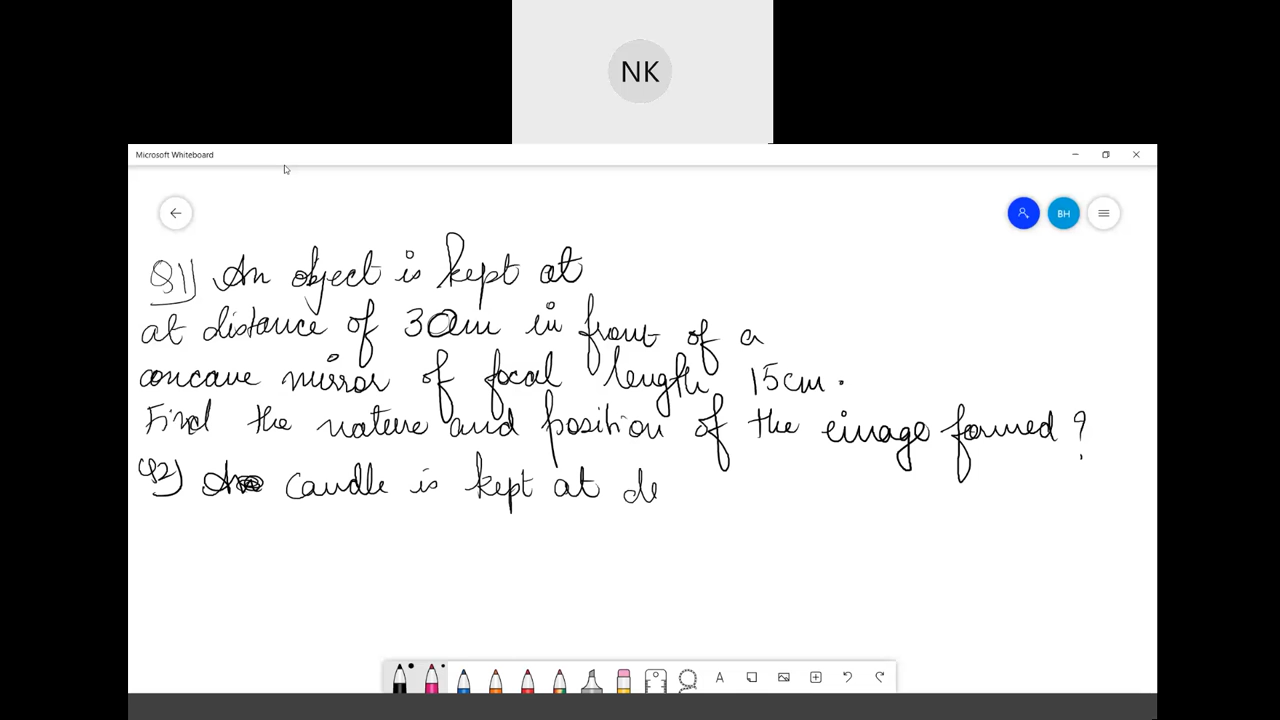 NK
Microsoft Whiteboard
BH
Q1) An object is kept at
at distance of 30cm in front of a
concave mirror of focal length 15cm.
Find the nature and position of the image formed?
Q2) A Candle is kept at
A